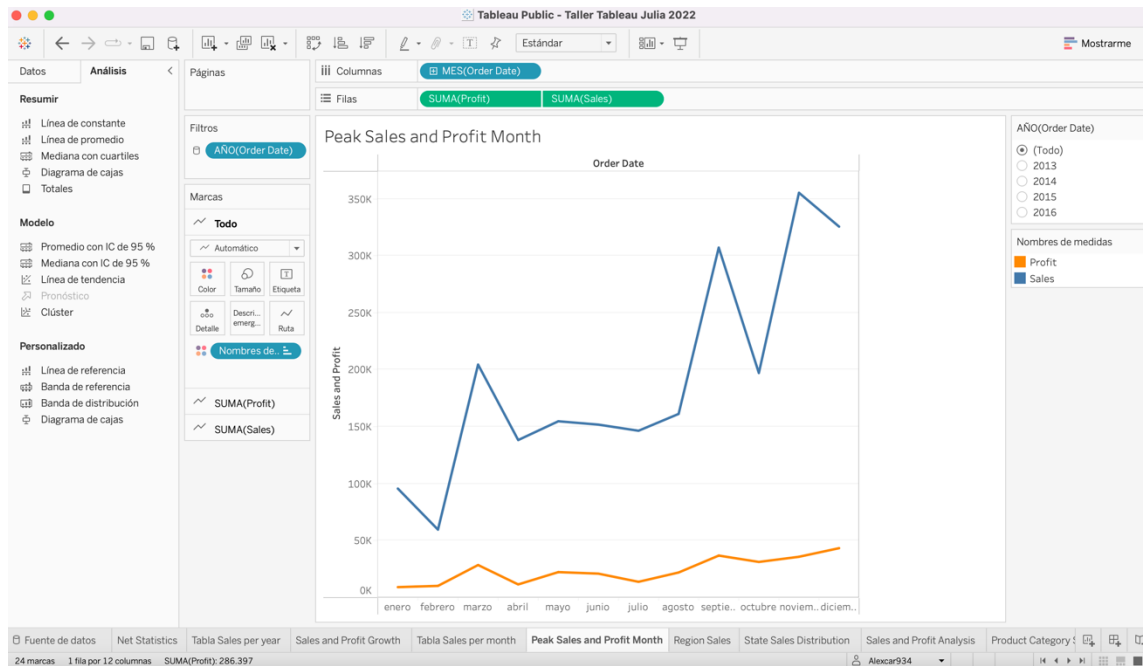 Tableau Public - Taller Tableau Julia 2022
Estándar
Mostrarme
Datos
Análisis
Páginas
Columnas
MES(Order Date)
Filas
SUMA(Profit)
SUMA(Sales)
Resumir
Línea de constante
Línea de promedio
Mediana con cuartiles
Diagrama de cajas
Totales
Modelo
Promedio con IC de 95 %
Mediana con IC de 95 %
Línea de tendencia
Pronóstico
Clúster
Personalizado
Línea de referencia
Banda de referencia
Banda de distribución
Diagrama de cajas
Filtros
AÑO(Order Date)
Marcas
Todo
Automático
Color
Tamaño
Etiqueta
Detalle
Descri...
emerg...
Ruta
Nombres de..
SUMA(Profit)
SUMA(Sales)
Peak Sales and Profit Month
Order Date
Sales and Profit
350K
300K
250K
200K
150K
100K
50K
0K
enero febrero marzo abril mayo junio julio agosto septie.. octubre noviem.. diciem..
AÑO(Order Date)
(Todo)
2013
2014
2015
2016
Nombres de medidas
Profit
Sales
Fuente de datos
Net Statistics
Tabla Sales per year
Sales and Profit Growth
Tabla Sales per month
Peak Sales and Profit Month
Region Sales
State Sales Distribution
Sales and Profit Analysis
Product Category
24 marcas 1 fila por 12 columnas SUMA(Profit): 286.397
Alexcar934